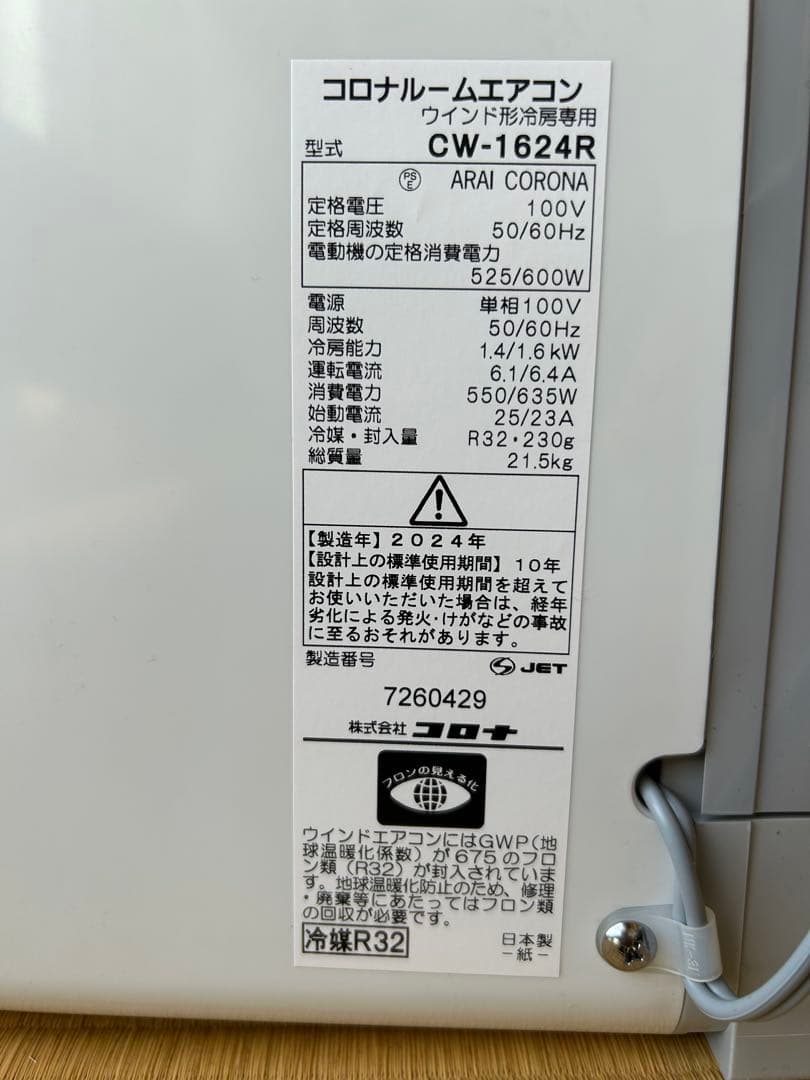 コロナルームエアコン
ウインド形冷房専用
型式 CW-1624R
PSE ARAI CORONA
定格電圧 100V
定格周波数 50/60Hz
電動機の定格消費電力
525/600W
電源 単相100V
周波数 50/60Hz
冷房能力 1.4/1.6kW
運転電流 6.1/6.4A
消費電力 550/635W
始動電流 25/23A
冷媒・封入量 R32・230g
総質量 21.5kg
【製造年】2024年
【設計上の標準使用期間】10年
設計上の標準使用期間を超えて
お使いいただいた場合は、経年
劣化による発火・けがなどの事故
に至るおそれがあります。
製造番号 JET
7260429
株式会社 コロナ
フロンの見える化
ウインドエアコンにはGWP(地
球温暖化係数)が675のフロ
ン類(R32)が封入されていま
す。地球温暖化防止のため、修理
・廃棄等にあたってはフロン類
の回収が必要です。
冷媒R32 日本製
-紙-